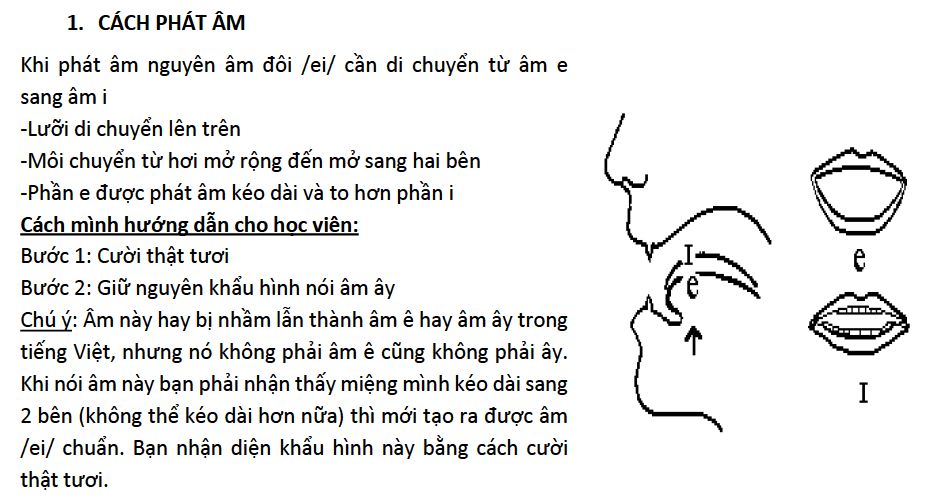 1. CÁCH PHÁT ÂM
Khi phát âm nguyên âm đôi /ei/ cần di chuyển từ âm e
sang âm i
-Lưỡi di chuyển lên trên
-Môi chuyển từ hơi mở rộng đến mở sang hai bên
-Phần e được phát âm kéo dài và to hơn phần i
Cách mình hướng dẫn cho học viên:
Bước 1: Cười thật tươi
Bước 2: Giữ nguyên khẩu hình nói âm ây
Chú ý: Âm này hay bị nhầm lẫn thành âm ê hay âm ây trong
tiếng Việt, nhưng nó không phải âm ê cũng không phải ây.
Khi nói âm này bạn phải nhận thấy miệng mình kéo dài sang
2 bên (không thể kéo dài hơn nữa) thì mới tạo ra được âm
/ei/ chuẩn. Bạn nhận diện khẩu hình này bằng cách cười
thật tươi.
I
e
e
I